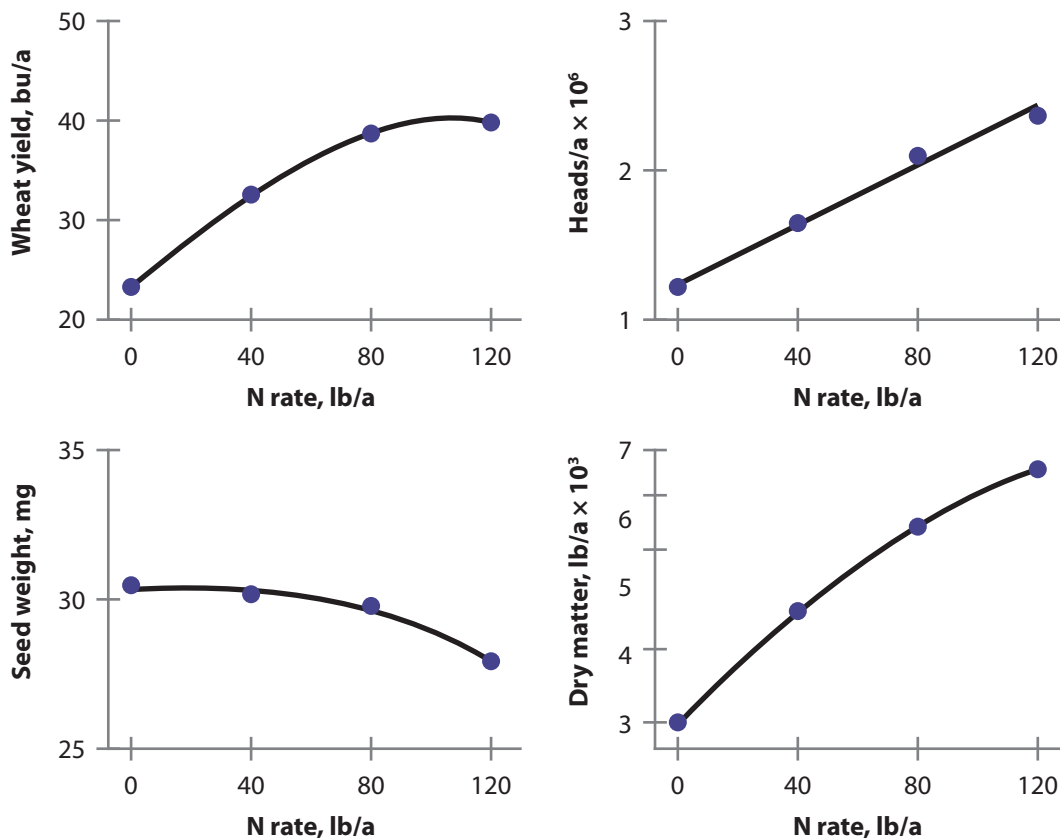 Wheat yield, bu/a
50
40
30
20
0 40 80 120
N rate, lb/a
Heads/a × 10⁶
3
2
1
0 40 80 120
N rate, lb/a
Seed weight, mg
35
30
25
0 40 80 120
N rate, lb/a
Dry matter, lb/a × 10³
7
6
5
4
3
0 40 80 120
N rate, lb/a